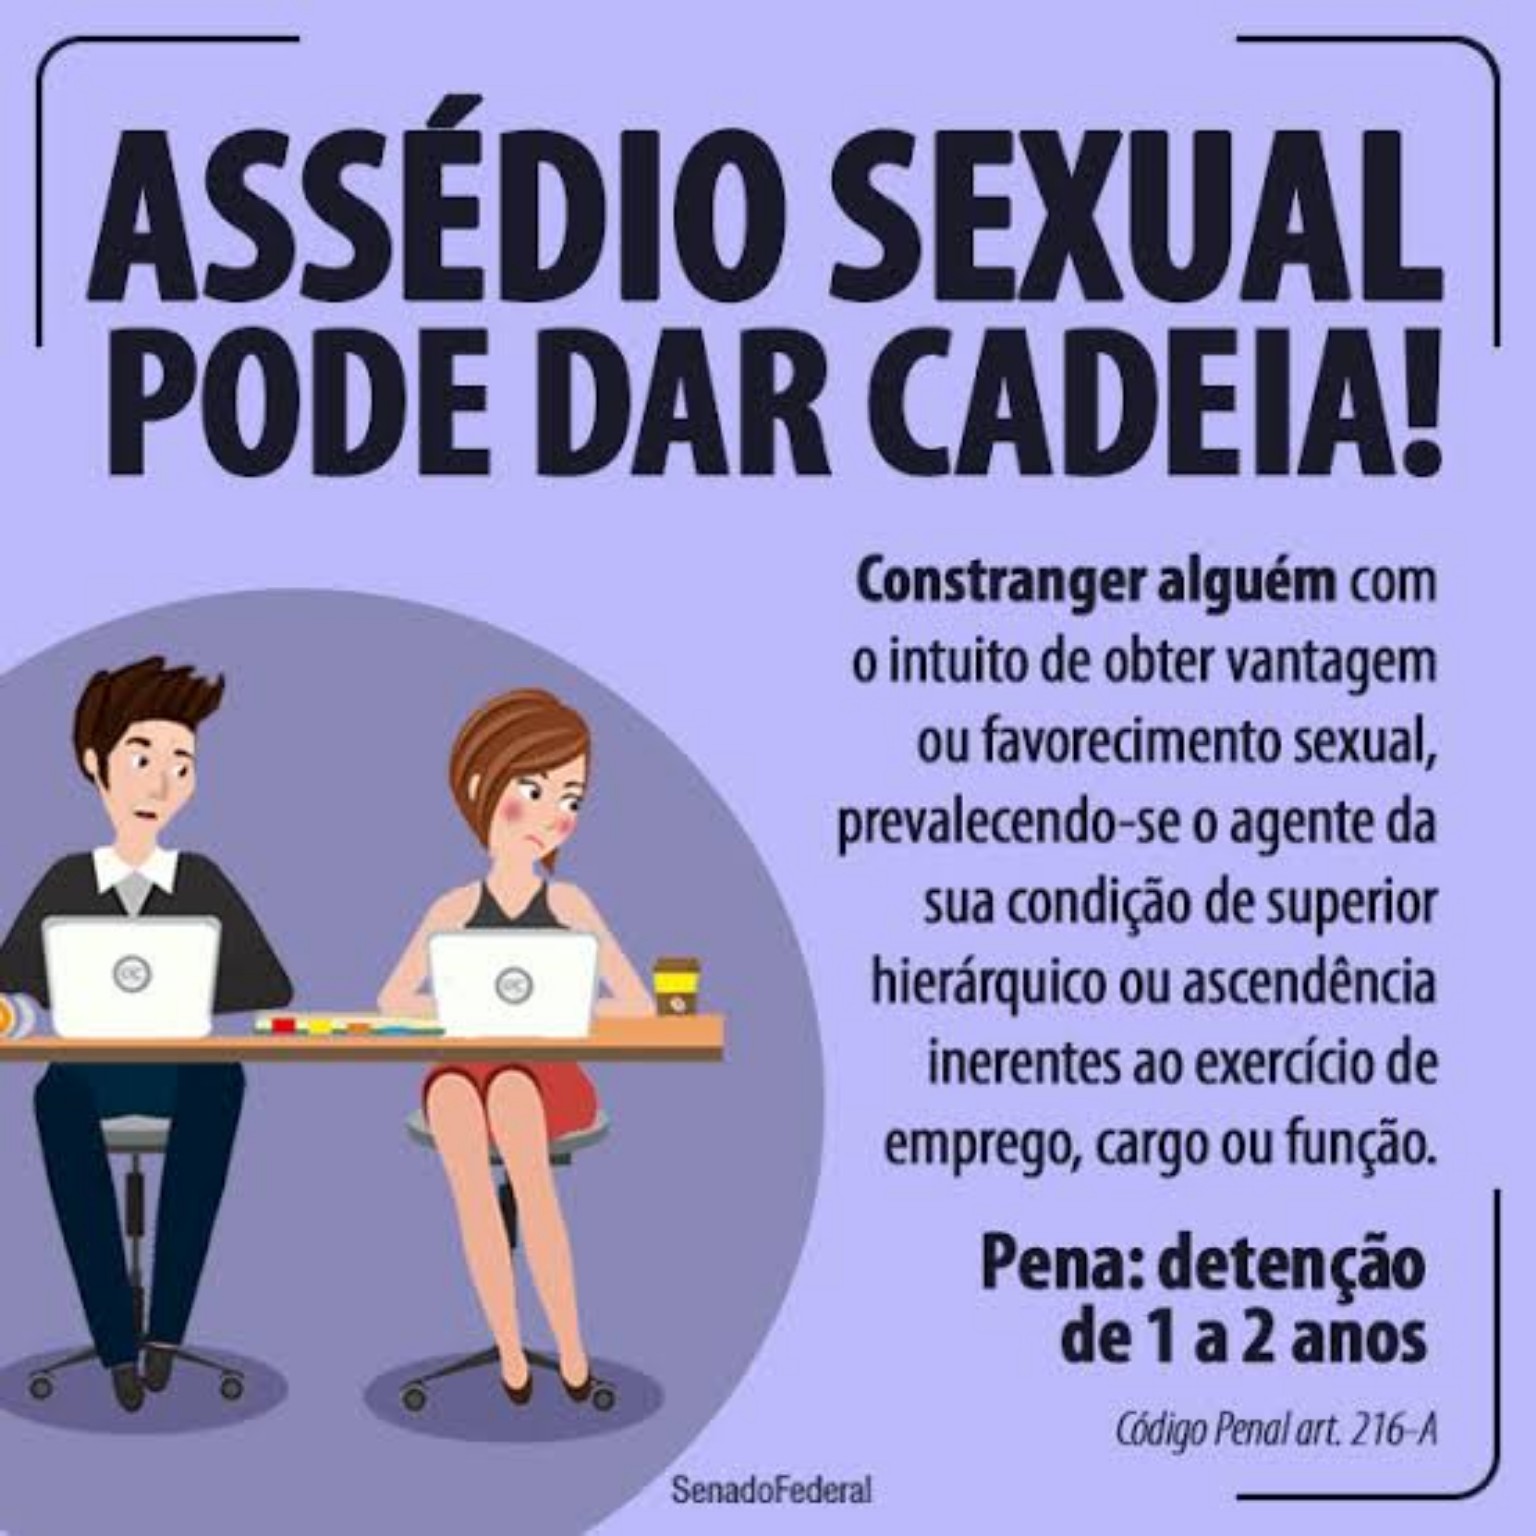 ASSÉDIO SEXUAL
PODE DAR CADEIA!
Constranger alguém com
o intuito de obter vantagem
ou favorecimento sexual,
prevalecendo-se o agente da
sua condição de superior
hierárquico ou ascendência
inerentes ao exercício de
emprego, cargo ou função.
Pena: detenção
de 1 a 2 anos
Código Penal art. 216-A
SenadoFederal